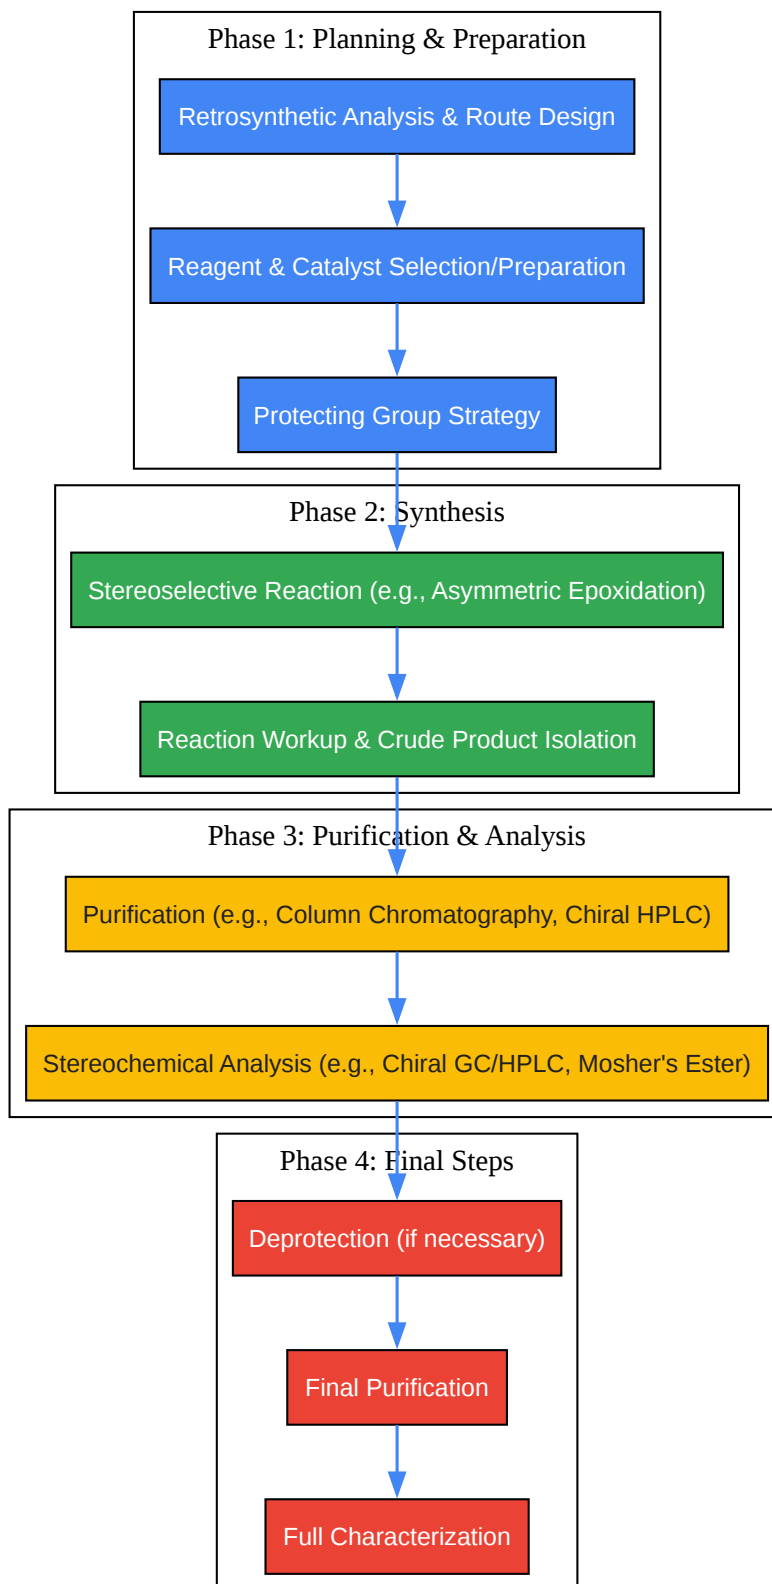 Phase 1: Planning & Preparation
Retrosynthetic Analysis & Route Design
Reagent & Catalyst Selection/Preparation
Protecting Group Strategy
Phase 2: Synthesis
Stereoselective Reaction (e.g., Asymmetric Epoxidation)
Reaction Workup & Crude Product Isolation
Phase 3: Purification & Analysis
Purification (e.g., Column Chromatography, Chiral HPLC)
Stereochemical Analysis (e.g., Chiral GC/HPLC, Mosher's Ester)
Phase 4: Final Steps
Deprotection (if necessary)
Final Purification
Full Characterization